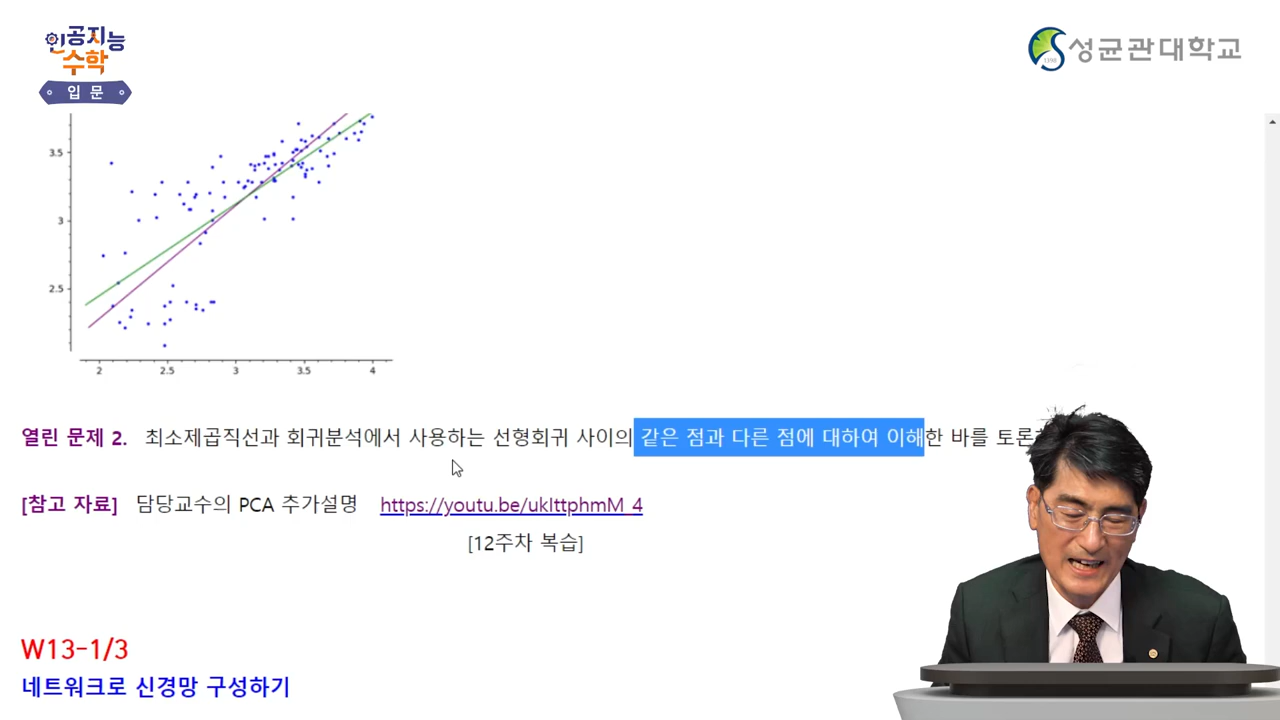 인공지능
수학
입 문
1398
성균관대학교
3.5
3
2.5
2 2.5 3 3.5 4
열린 문제 2. 최소제곱직선과 회귀분석에서 사용하는 선형회귀 사이의 같은 점과 다른 점에 대하여 이해한 바를 토론
[참고 자료] 담당교수의 PCA 추가설명 https://youtu.be/ukIttphmM_4
[12주차 복습]
W13-1/3
네트워크로 신경망 구성하기